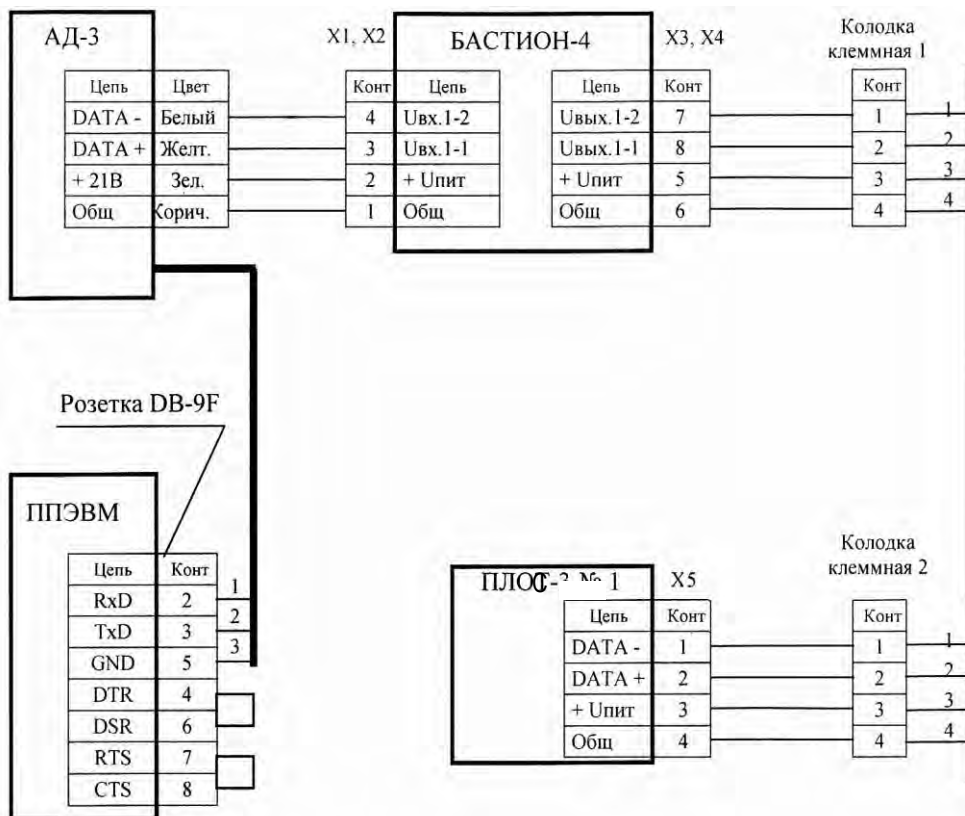 АД-3
Цепь Цвет
DATA - Белый
DATA + Желт.
+ 21В Зел.
Общ Корич.
X1, X2
БАСТИОН-4
X3, X4
Конт Цепь
4 Uвх.1-2
3 Uвх.1-1
2 + Uпит
1 Общ
Цепь Конт
Uвых.1-2 7
Uвых.1-1 8
+ Uпит 5
Общ 6
Колодка
клеммная 1
Конт
1 1
2 2
3 3
4 4
Розетка DB-9F
ППЭВМ
Цепь Конт
RxD 2 1
TxD 3 2
GND 5 3
DTR 4
DSR 6
RTS 7
CTS 8
ПЛОТ 1
X5
Цепь Конт
DATA - 1
DATA + 2
+ Uпит 3
Общ 4
Колодка
клеммная 2
Конт
1 1
2 2
3 3
4 4